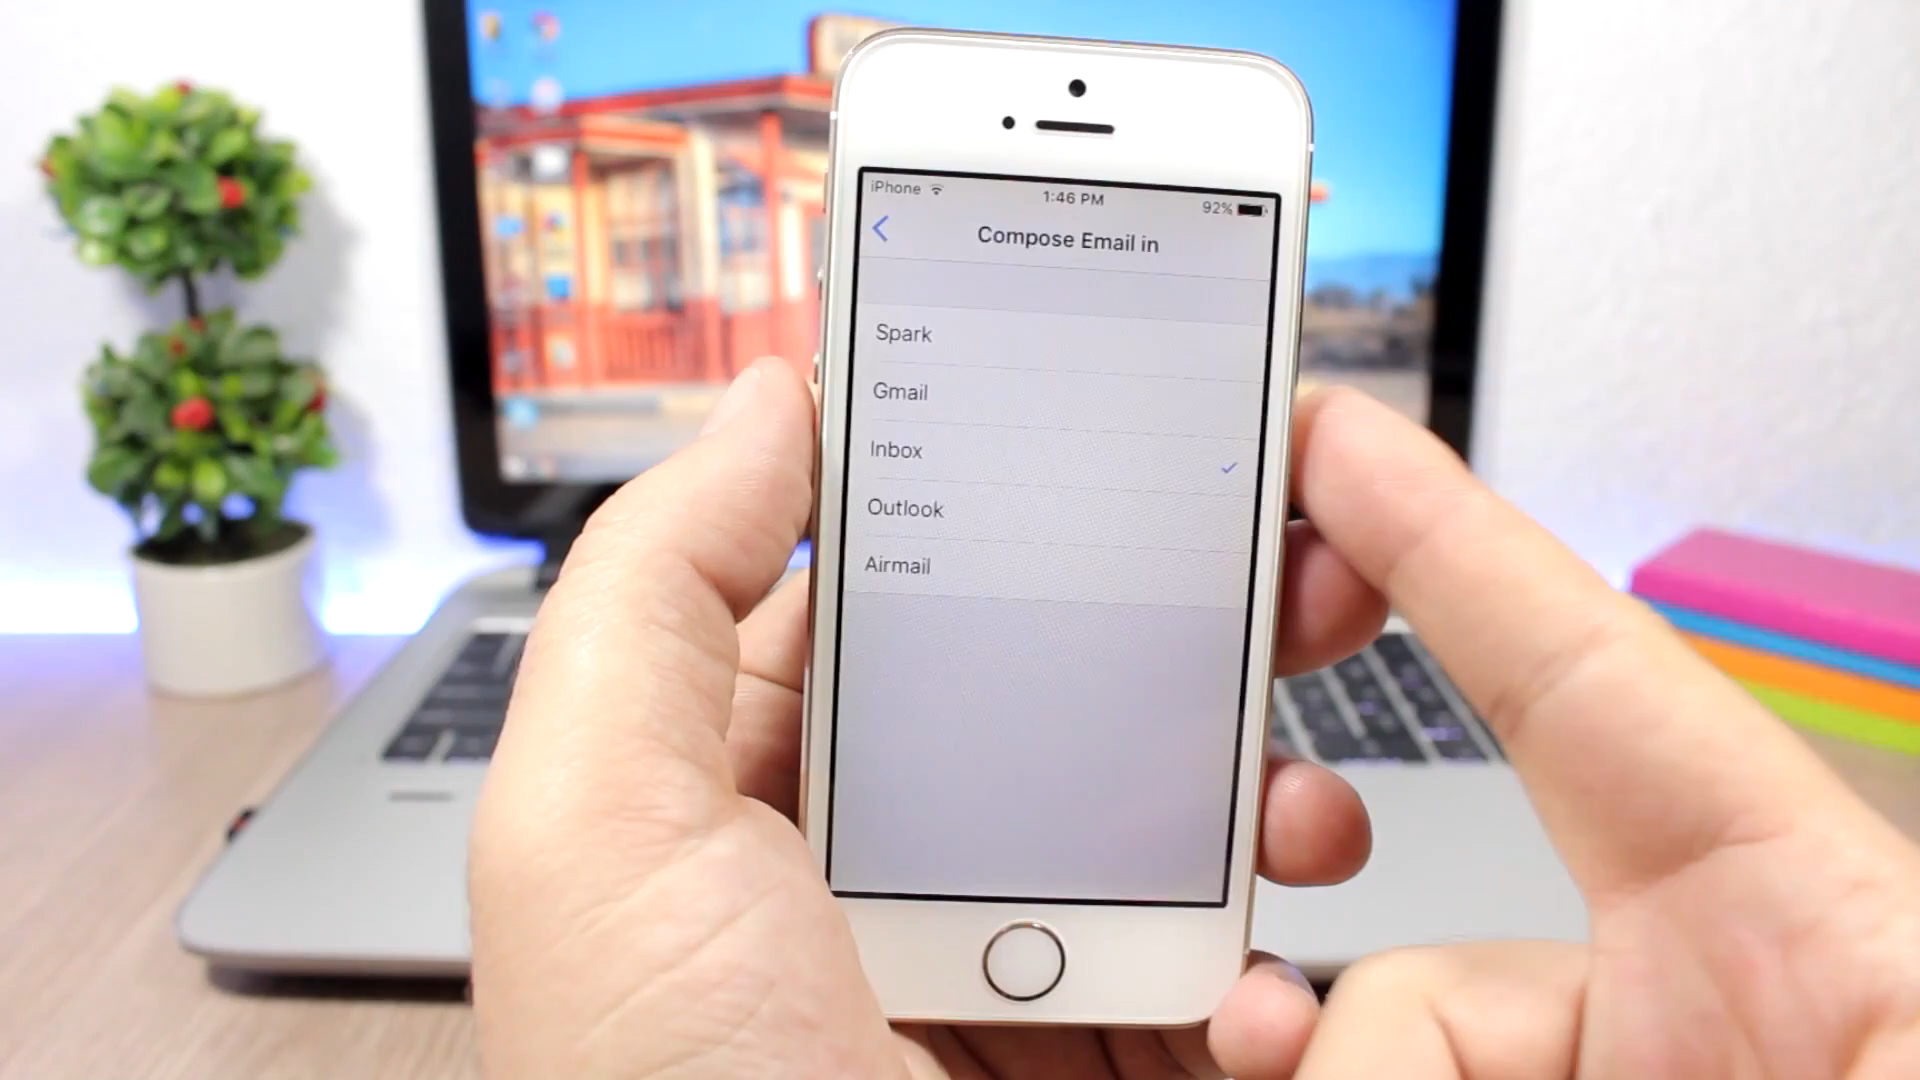 iPhone 1:46 PM 92%
Compose Email in
Spark
Gmail
Inbox
Outlook
Airmail